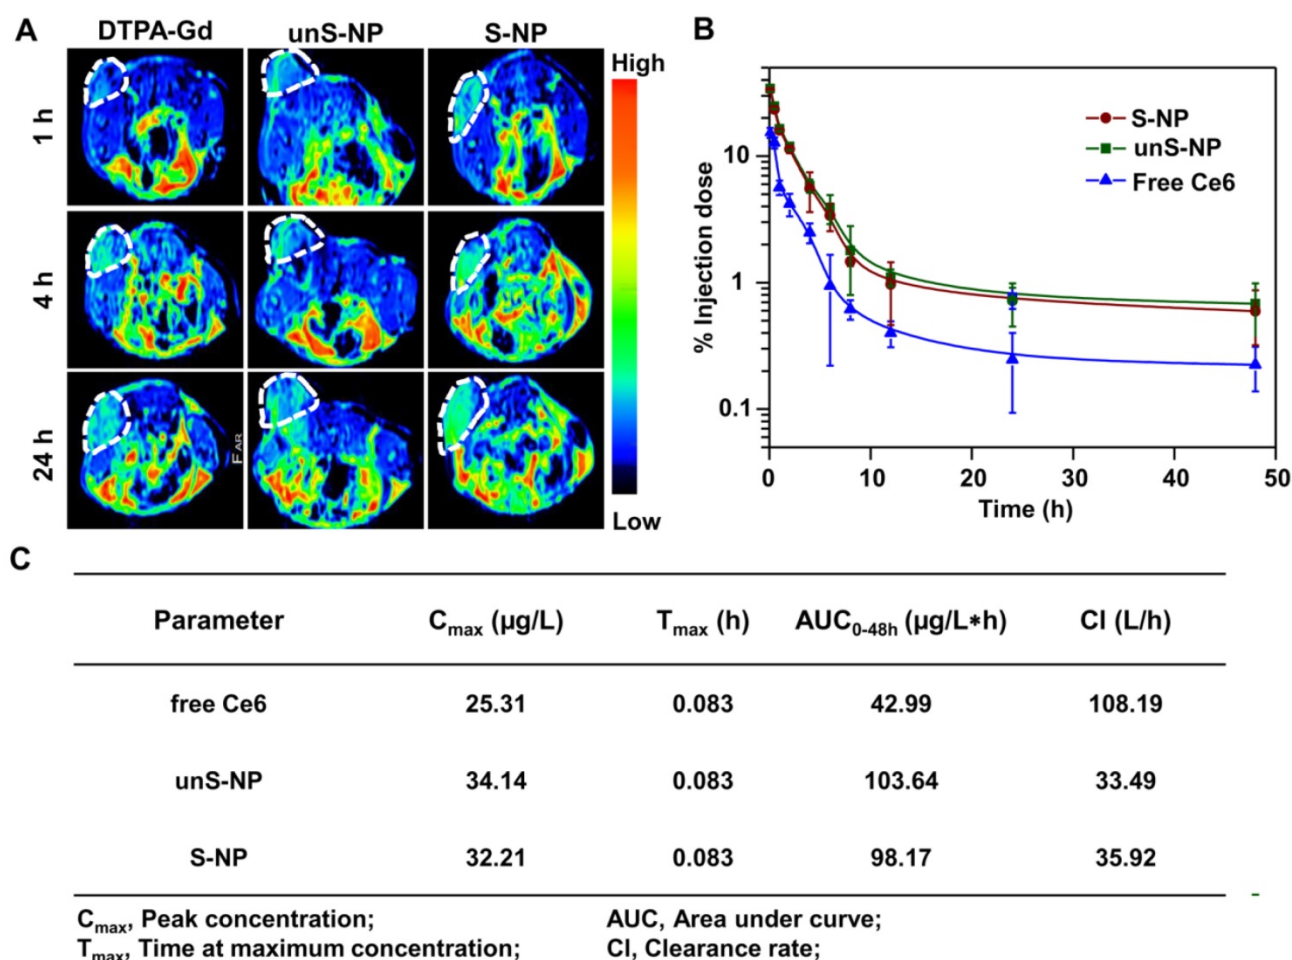 A
DTPA-Gd unS-NP S-NP
1 h
4 h
24 h
High
Low
FAR
B
S-NP
unS-NP
Free Ce6
% Injection dose
10
1
0.1
0 10 20 30 40 50
Time (h)
C
Parameter Cmax (µg/L) Tmax (h) AUC0-48h (µg/L*h) Cl (L/h)
free Ce6 25.31 0.083 42.99 108.19
unS-NP 34.14 0.083 103.64 33.49
S-NP 32.21 0.083 98.17 35.92
Cmax, Peak concentration; AUC, Area under curve;
Tmax, Time at maximum concentration; Cl, Clearance rate;